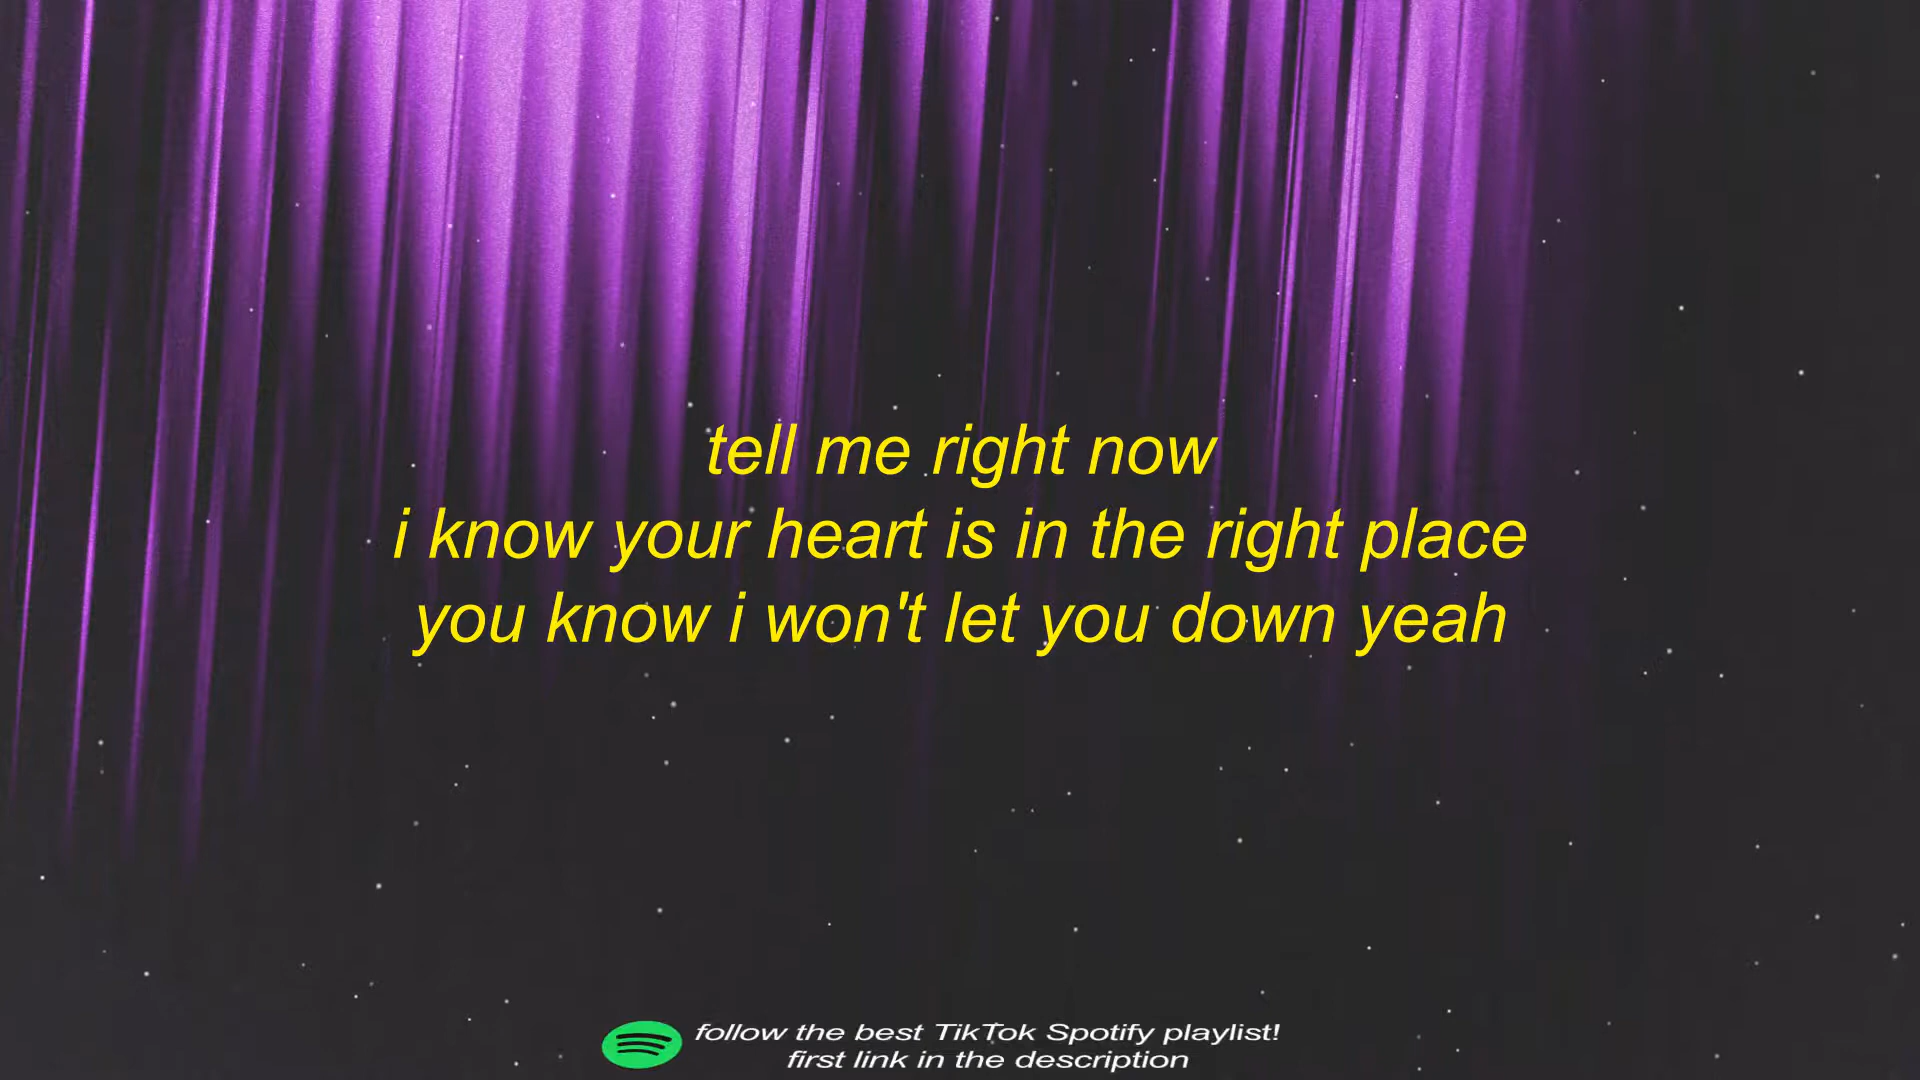 tell me right now
i know your heart is in the right place
you know i won't let you down yeah
follow the best TikTok Spotify playlist!
first link in the description